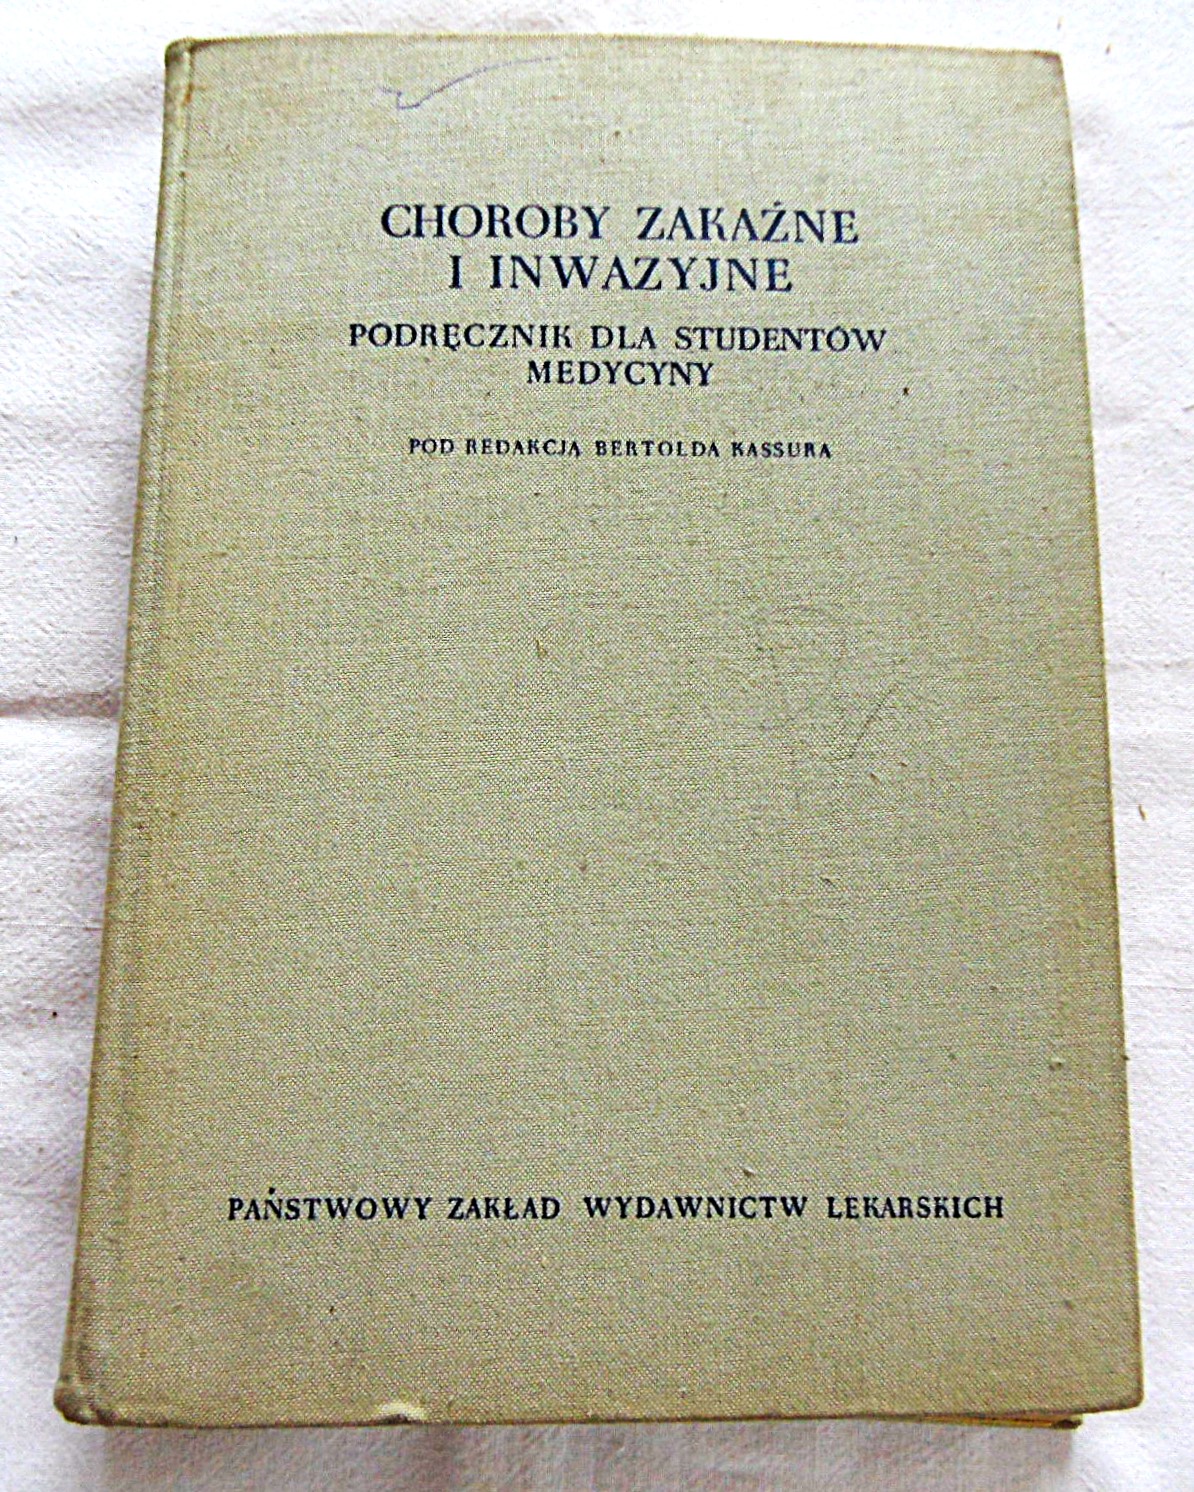 CHOROBY ZAKAŹNE
I INWAZYJNE
PODRĘCZNIK DLA STUDENTÓW
MEDYCYNY
POD REDAKCJĄ BERTOLDA KASSURA
PAŃSTWOWY ZAKŁAD WYDAWNICTW LEKARSKICH